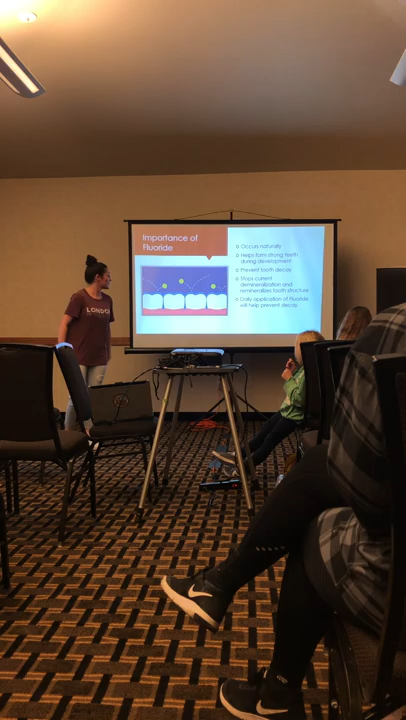 Importance of
Fluoride
Occurs naturally
Helps form strong teeth
during development
Prevent tooth decay
Stops current
demineralization and
remineralizes tooth structure
Daily application of Fluoride
will help prevent decay
LONDON